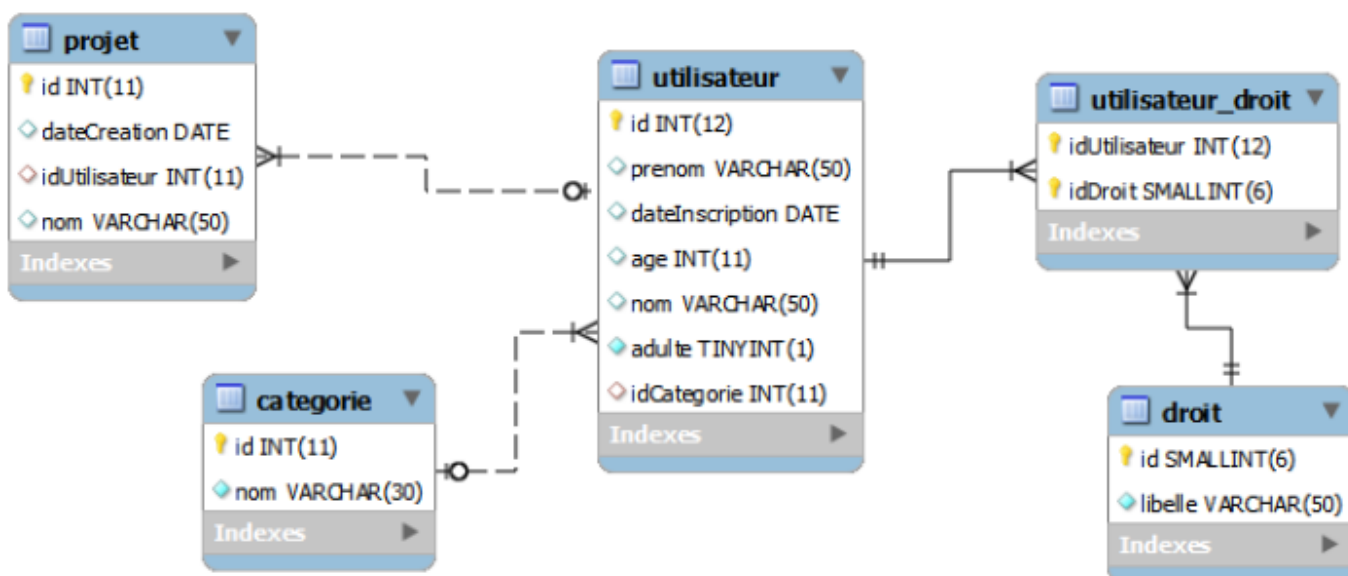 projet
id INT(11)
dateCreation DATE
idUtilisateur INT(11)
nom VARCHAR(50)
Indexes
utilisateur
id INT(12)
prenom VARCHAR(50)
dateInscription DATE
age INT(11)
nom VARCHAR(50)
adulte TINYINT(1)
idCategorie INT(11)
Indexes
utilisateur_droit
idUtilisateur INT(12)
idDroit SMALLINT(6)
Indexes
categorie
id INT(11)
nom VARCHAR(30)
Indexes
droit
id SMALLINT(6)
libelle VARCHAR(50)
Indexes